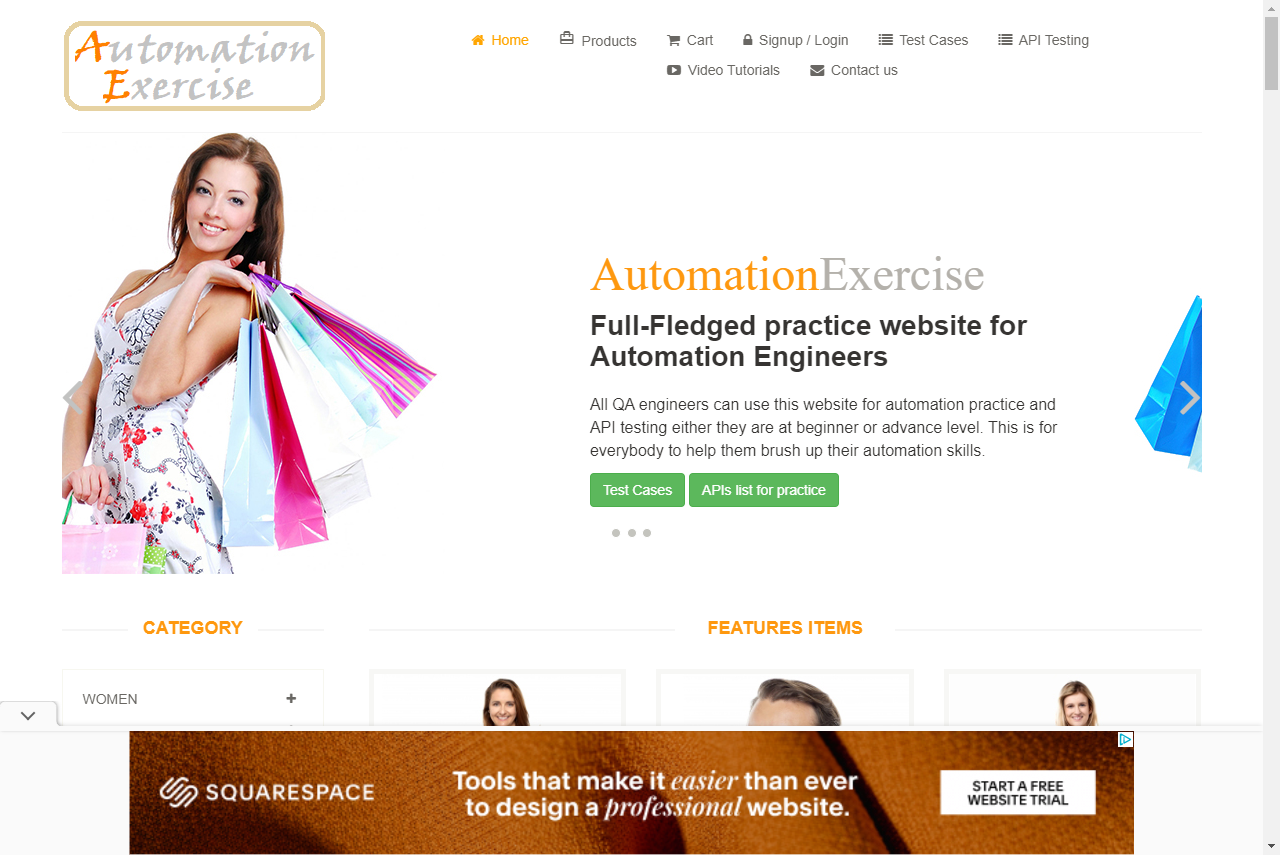 Automation
Exercise
Home Products Cart Signup / Login Test Cases API Testing
Video Tutorials Contact us
AutomationExercise
Full-Fledged practice website for
Automation Engineers
All QA engineers can use this website for automation practice and
API testing either they are at beginner or advance level. This is for
everybody to help them brush up their automation skills.
Test Cases APIs list for practice
CATEGORY
FEATURES ITEMS
WOMEN
SQUARESPACE
Tools that make it easier than ever
to design a professional website.
START A FREE
WEBSITE TRIAL